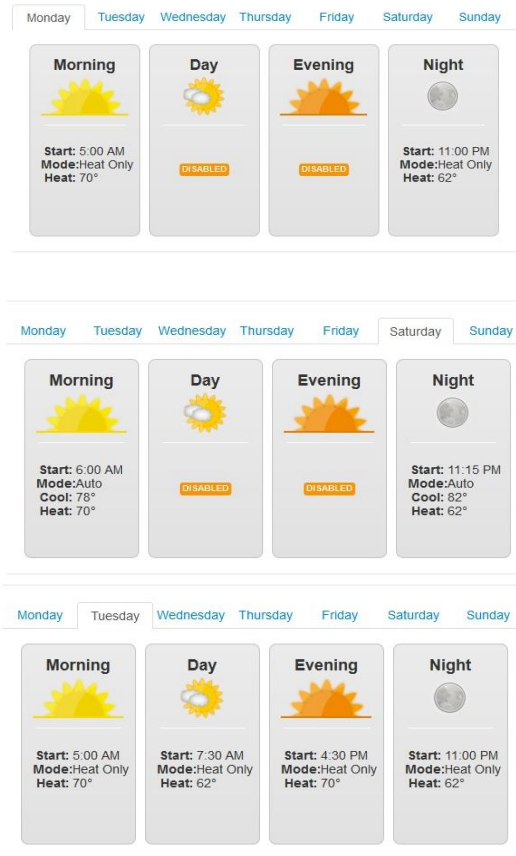 Monday Tuesday Wednesday Thursday Friday Saturday Sunday
Morning
Start: 5:00 AM
Mode:Heat Only
Heat: 70°
Day
DISABLED
Evening
DISABLED
Night
Start: 11:00 PM
Mode:Heat Only
Heat: 62°
Monday Tuesday Wednesday Thursday Friday Saturday Sunday
Morning
Start: 6:00 AM
Mode:Auto
Cool: 78°
Heat: 70°
Day
DISABLED
Evening
DISABLED
Night
Start: 11:15 PM
Mode:Auto
Cool: 82°
Heat: 62°
Monday Tuesday Wednesday Thursday Friday Saturday Sunday
Morning
Start: 5:00 AM
Mode:Heat Only
Heat: 70°
Day
Start: 7:30 AM
Mode:Heat Only
Heat: 62°
Evening
Start: 4:30 PM
Mode:Heat Only
Heat: 70°
Night
Start: 11:00 PM
Mode:Heat Only
Heat: 62°